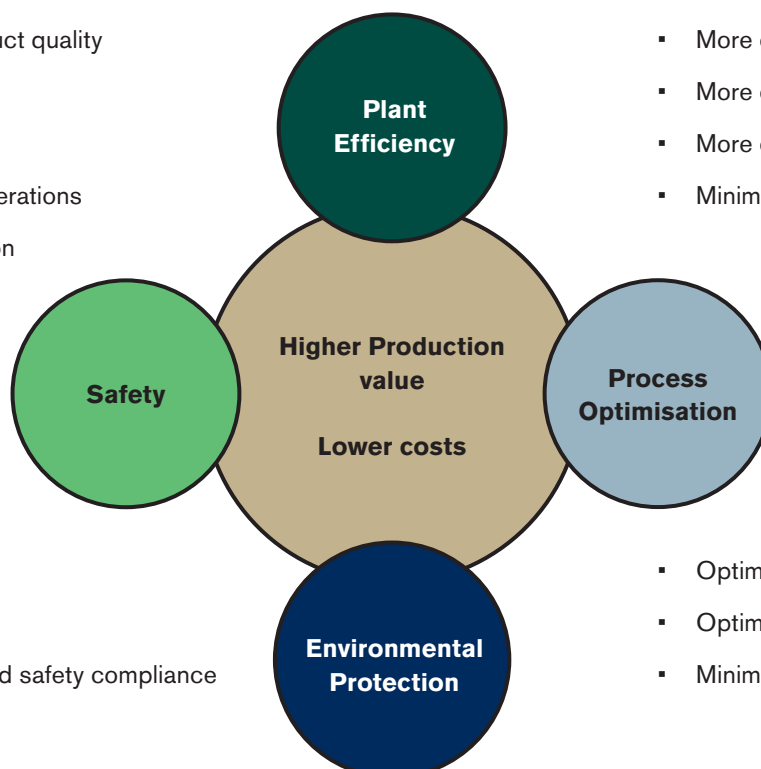 uct quality
More
More
More
Minim
erations
on
Plant
Efficiency
Higher Production
value
Lower costs
Safety
Process
Optimisation
Environmental
Protection
d safety compliance
Optim
Optim
Minim